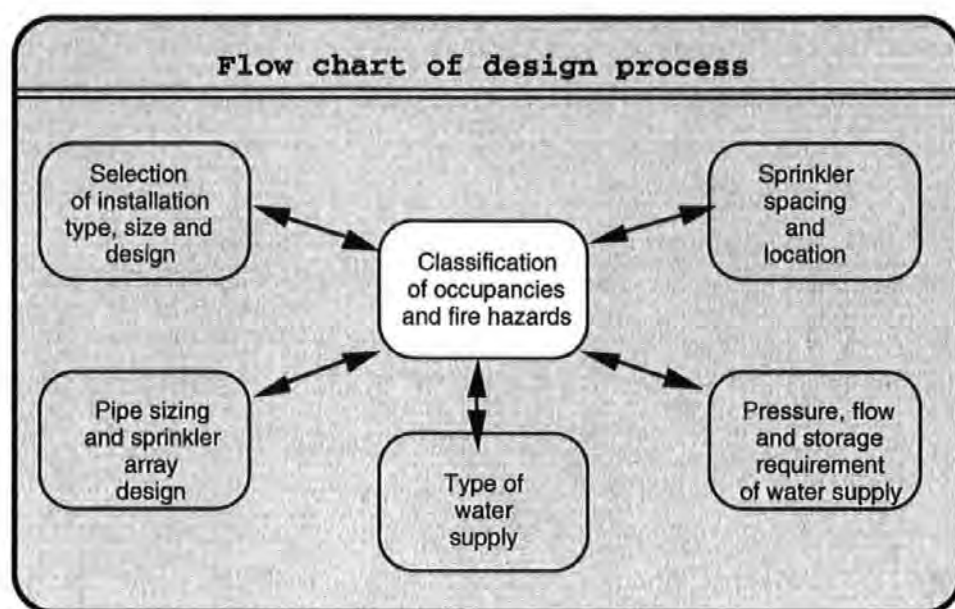 Flow chart of design process
Selection
of installation
type, size and
design
Sprinkler
spacing
and
location
Classification
of occupancies
and fire hazards
Pipe sizing
and sprinkler
array
design
Type of
water
supply
Pressure, flow
and storage
requirement
of water supply